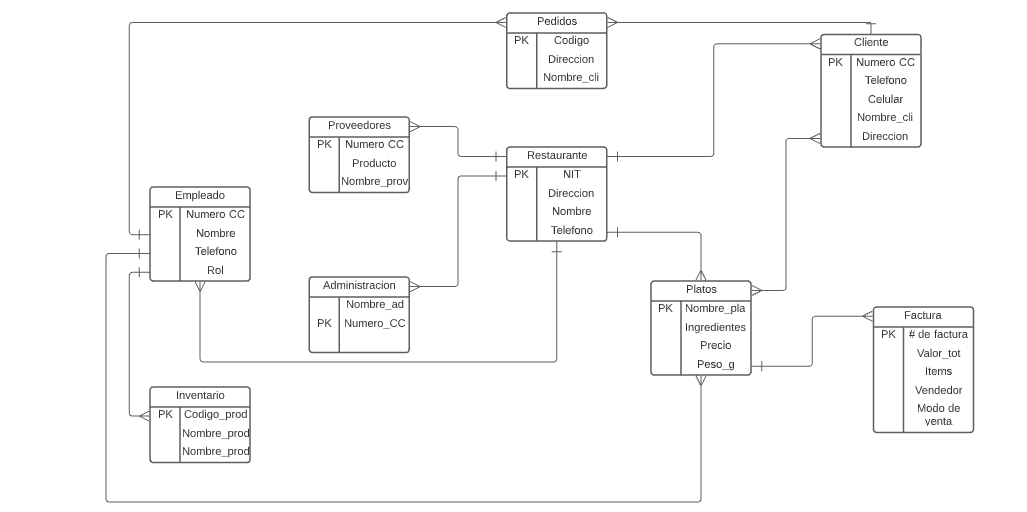 Pedidos
PK Codigo
Direccion
Nombre_cli
Cliente
PK Numero CC
Telefono
Celular
Nombre_cli
Direccion
Proveedores
PK Numero CC
Producto
Nombre_prov
Restaurante
PK NIT
Direccion
Nombre
Telefono
Empleado
PK Numero CC
Nombre
Telefono
Rol
Administracion
Nombre_ad
PK Numero_CC
Platos
PK Nombre_pla
Ingredientes
Precio
Peso_g
Factura
PK # de factura
Valor_tot
Items
Vendedor
Modo de
venta
Inventario
PK Codigo_prod
Nombre_prod
Nombre_prod